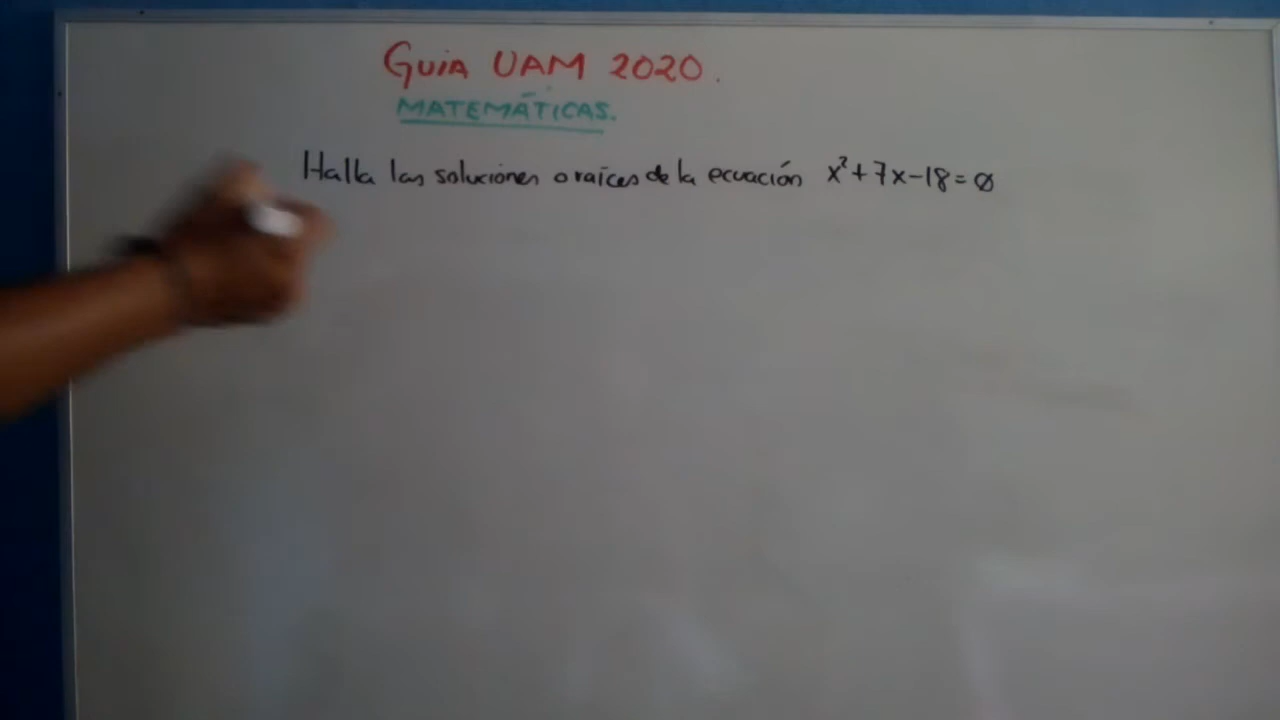 Guia UAM 2020.
MATEMÁTICAS.
Halla las soluciones o raíces de la ecuación x²+7x-18=0